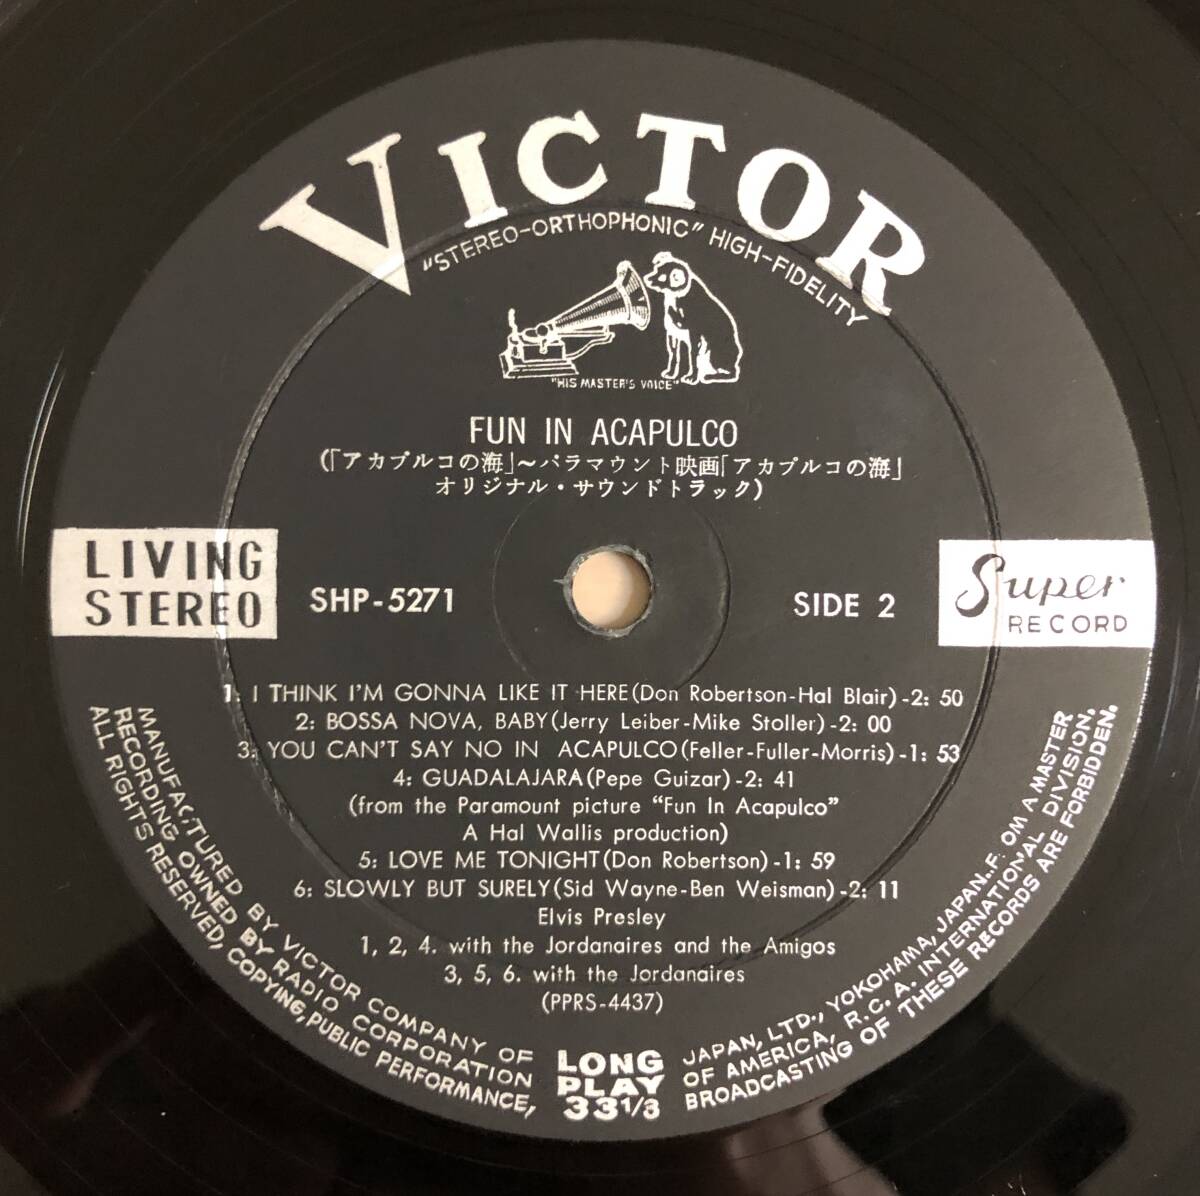 VICTOR
"STEREO-ORTHOPHONIC" HIGH-FIDELITY
"HIS MASTER'S VOICE"
FUN IN ACAPULCO
(「アカプルコの海」~パラマウント映画「アカプルコの海」
オリジナル・サウンドトラック)
LIVING
STEREO
SHP-5271
SIDE 2
Super
RECORD
1: I THINK I'M GONNA LIKE IT HERE(Don Robertson-Hal Blair)-2: 50
2: BOSSA NOVA, BABY(Jerry Leiber-Mike Stoller)-2: 00
3: YOU CAN'T SAY NO IN ACAPULCO(Feller-Fuller-Morris)-1: 53
4: GUADALAJARA(Pepe Guizar)-2: 41
(from the Paramount picture "Fun In Acapulco"
A Hal Wallis production)
5: LOVE ME TONIGHT(Don Robertson)-1: 59
6: SLOWLY BUT SURELY(Sid Wayne-Ben Weisman)-2: 11
Elvis Presley
1, 2, 4. with the Jordanaires and the Amigos
3, 5, 6. with the Jordanaires
(PPRS-4437)
MANUFACTURED BY VICTOR COMPANY OF JAPAN, LTD., YOKOHAMA, JAPAN..F. OM A MASTER
RECORDING OWNED BY RADIO CORPORATION OF AMERICA, R.C.A. INTERNATIONAL DIVISION.
ALL RIGHTS RESERVED, COPYING, PUBLIC PERFORMANCE, BROADCASTING OF THESE RECORDS ARE FORBIDDEN.
LONG
PLAY
33 1/3